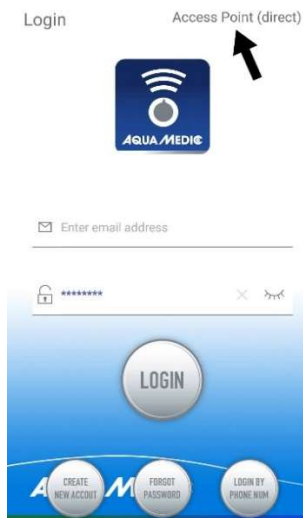 Login
Access Point (direct)
AQUA MEDIC
Enter email address
********
LOGIN
A M
CREATE
NEW ACCOUT
FORGOT
PASSWORD
LOGIN BY
PHONE NUM